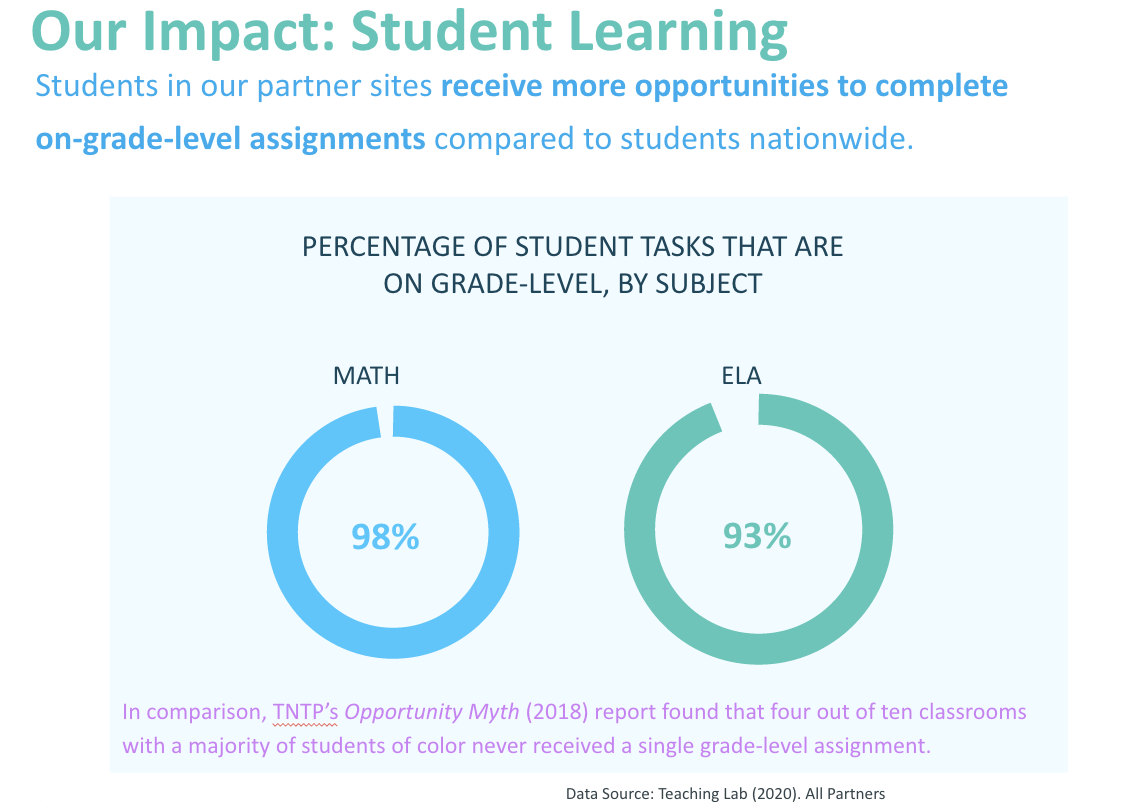 Our Impact: Student Learning
Students in our partner sites receive more opportunities to complete
on-grade-level assignments compared to students nationwide.
PERCENTAGE OF STUDENT TASKS THAT ARE
ON GRADE-LEVEL, BY SUBJECT
MATH
ELA
98%
93%
In comparison, TNTP’s Opportunity Myth (2018) report found that four out of ten classrooms
with a majority of students of color never received a single grade-level assignment.
Data Source: Teaching Lab (2020). All Partners